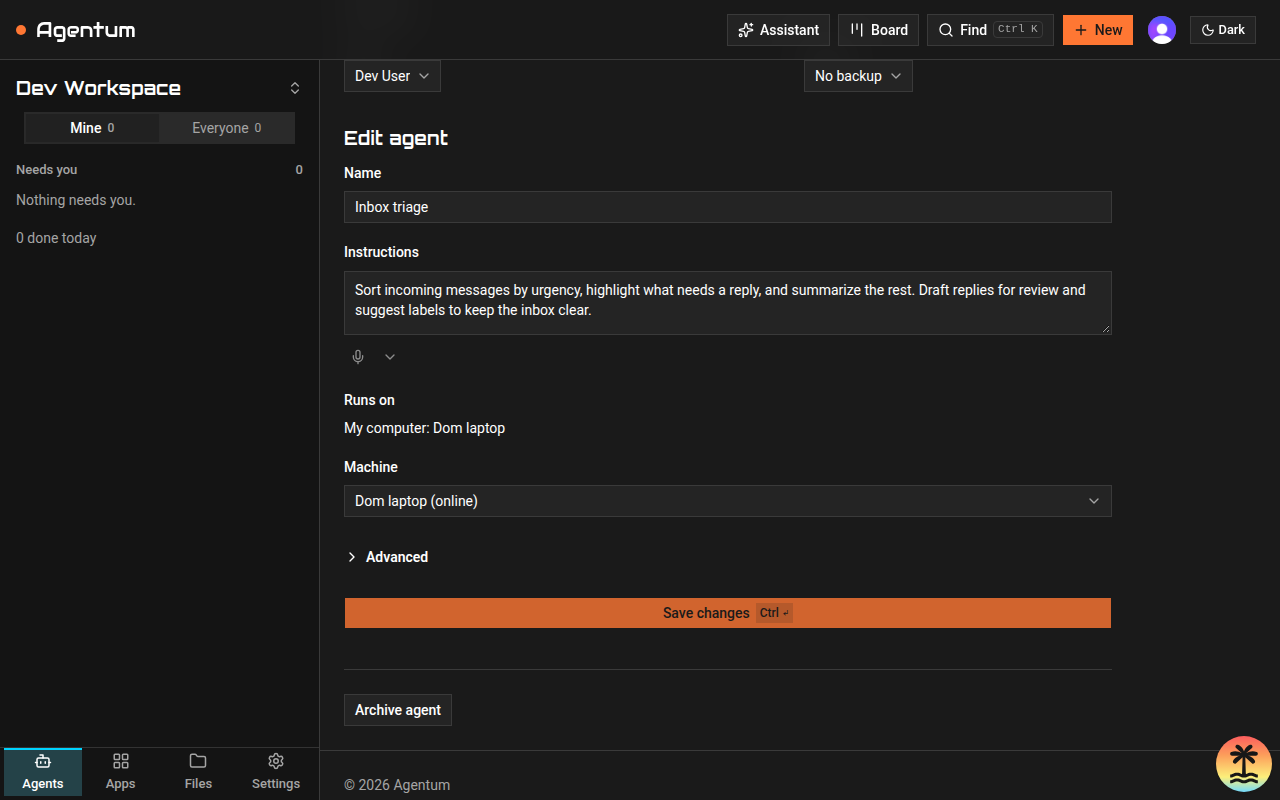 Agentum
Assistant
Board
Find Ctrl K
New
Dark
Dev Workspace
Mine 0
Everyone 0
Needs you 0
Nothing needs you.
0 done today
Dev User
No backup
Edit agent
Name
Inbox triage
Instructions
Sort incoming messages by urgency, highlight what needs a reply, and summarize the rest. Draft replies for review and
suggest labels to keep the inbox clear.
Runs on
My computer: Dom laptop
Machine
Dom laptop (online)
Advanced
Save changes Ctrl ↵
Archive agent
Agents
Apps
Files
Settings
© 2026 Agentum